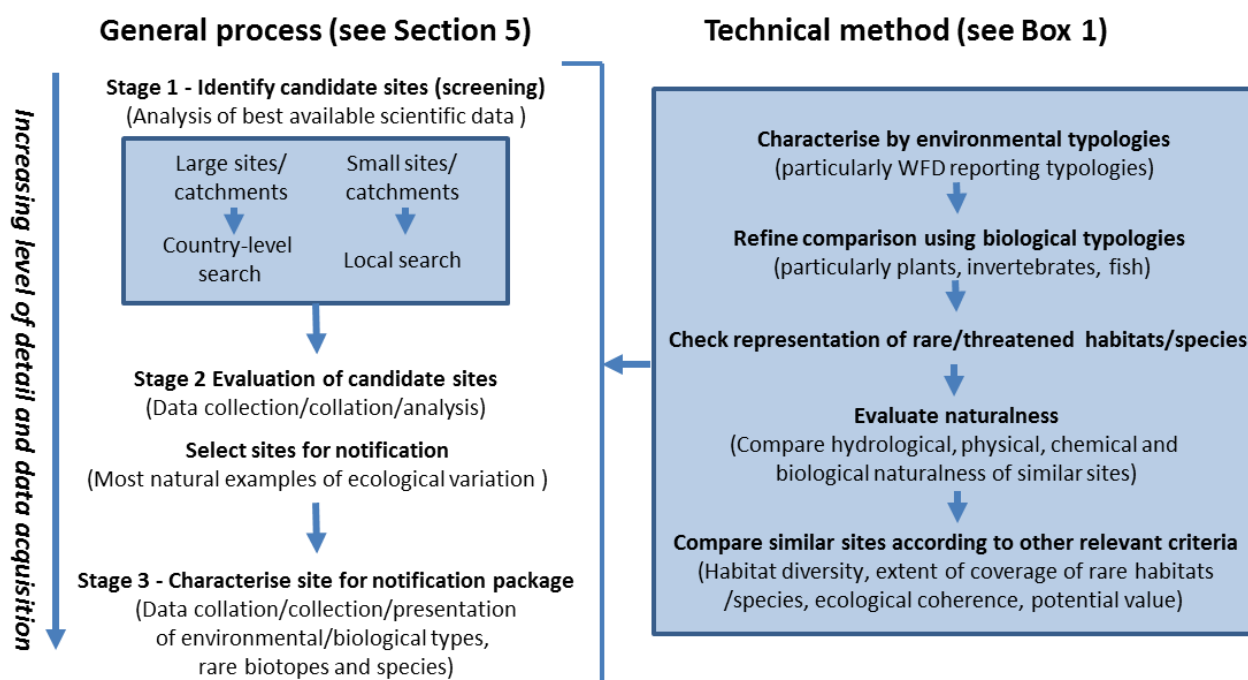 General process (see Section 5)
Increasing level of detail and data acquisition
Stage 1 - Identify candidate sites (screening)
(Analysis of best available scientific data )
Large sites/
catchments
Country-level
search
Small sites/
catchments
Local search
Stage 2 Evaluation of candidate sites
(Data collection/collation/analysis)
Select sites for notification
(Most natural examples of ecological variation )
Stage 3 - Characterise site for notification package
(Data collation/collection/presentation
of environmental/biological types,
rare biotopes and species)
Technical method (see Box 1)
Characterise by environmental typologies
(particularly WFD reporting typologies)
Refine comparison using biological typologies
(particularly plants, invertebrates, fish)
Check representation of rare/threatened habitats/species
Evaluate naturalness
(Compare hydrological, physical, chemical and
biological naturalness of similar sites)
Compare similar sites according to other relevant criteria
(Habitat diversity, extent of coverage of rare habitats
/species, ecological coherence, potential value)